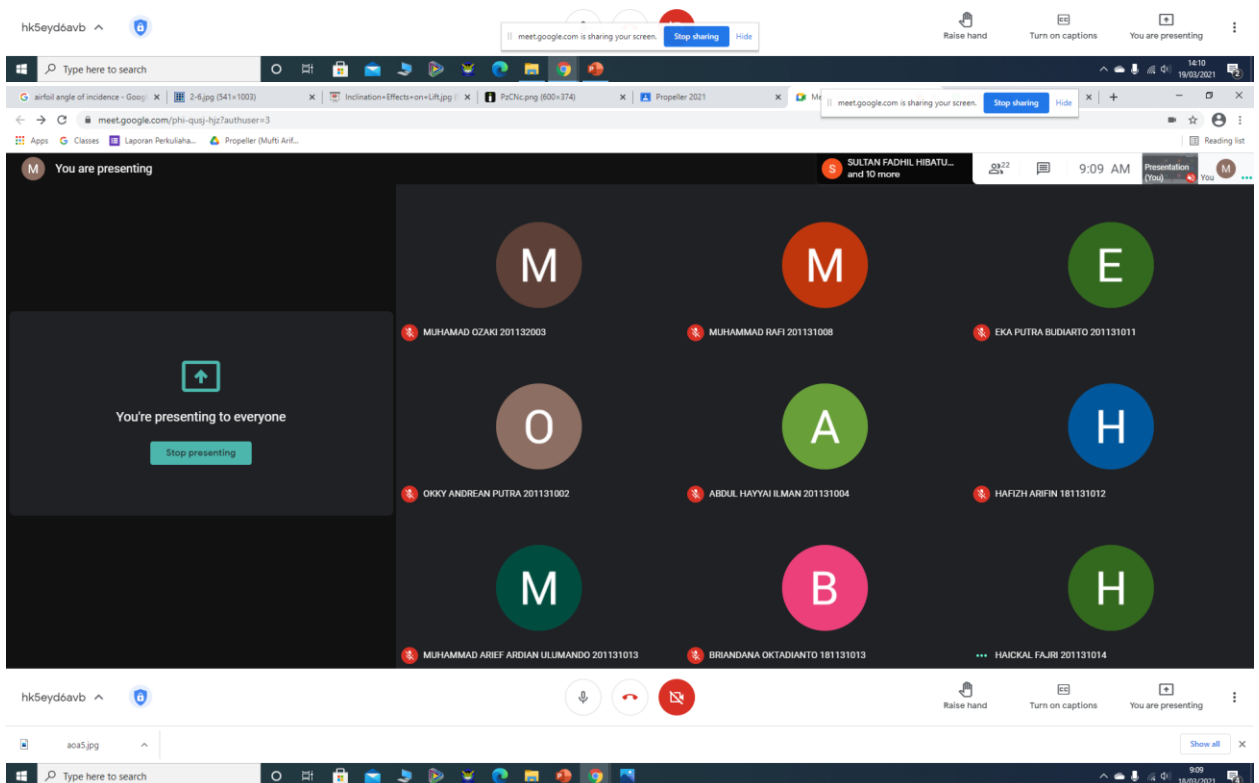 hk5eyd6avb
meet.google.com is sharing your screen. Stop sharing Hide
Raise hand Turn on captions You are presenting
Type here to search
14:10
19/03/2021
2
airfoil angle of incidence - Goog
2-6.jpg (541×1003)
Inclination+Effects+on+Lift.jpg (
PzCNc.png (600×374)
Propeller 2021
Me
meet.google.com is sharing your screen. Stop sharing Hide
meet.google.com/phi-qusj-hjz?authuser=3
Apps Classes Laporan Perkuliaha... Propeller (Mufti Arif...
Reading list
M You are presenting
S SULTAN FADHIL HIBATU...
and 10 more
22
9:09 AM
Presentation
(You)
You M
M
MUHAMAD OZAKI 201132003
M
MUHAMMAD RAFI 201131008
E
EKA PUTRA BUDIARTO 201131011
You're presenting to everyone
Stop presenting
O
OKKY ANDREAN PUTRA 201131002
A
ABDUL HAYYAI ILMAN 201131004
H
HAFIZH ARIFIN 181131012
M
MUHAMMAD ARIEF ARDIAN ULUMANDO 201131013
B
BRIANDANA OKTADIANTO 181131013
H
HAICKAL FAJRI 201131014
hk5eyd6avb
Raise hand Turn on captions You are presenting
aoa5.jpg
Show all
Type here to search
9:09
18/03/2021